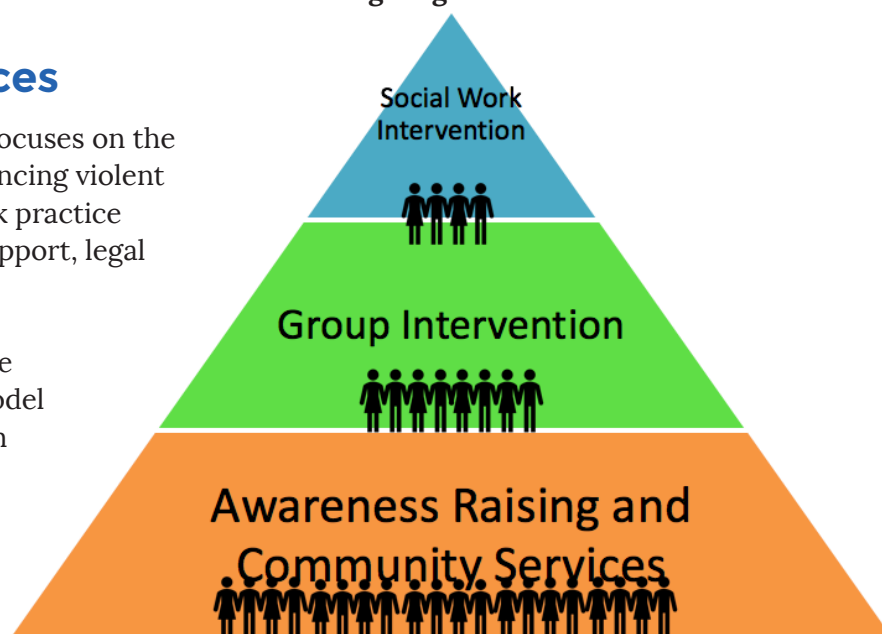 ces
ocuses on the
ncing violent
k practice
pport, legal
e
odel
n
Social Work
Intervention
Group Intervention
Awareness Raising and
Community Services